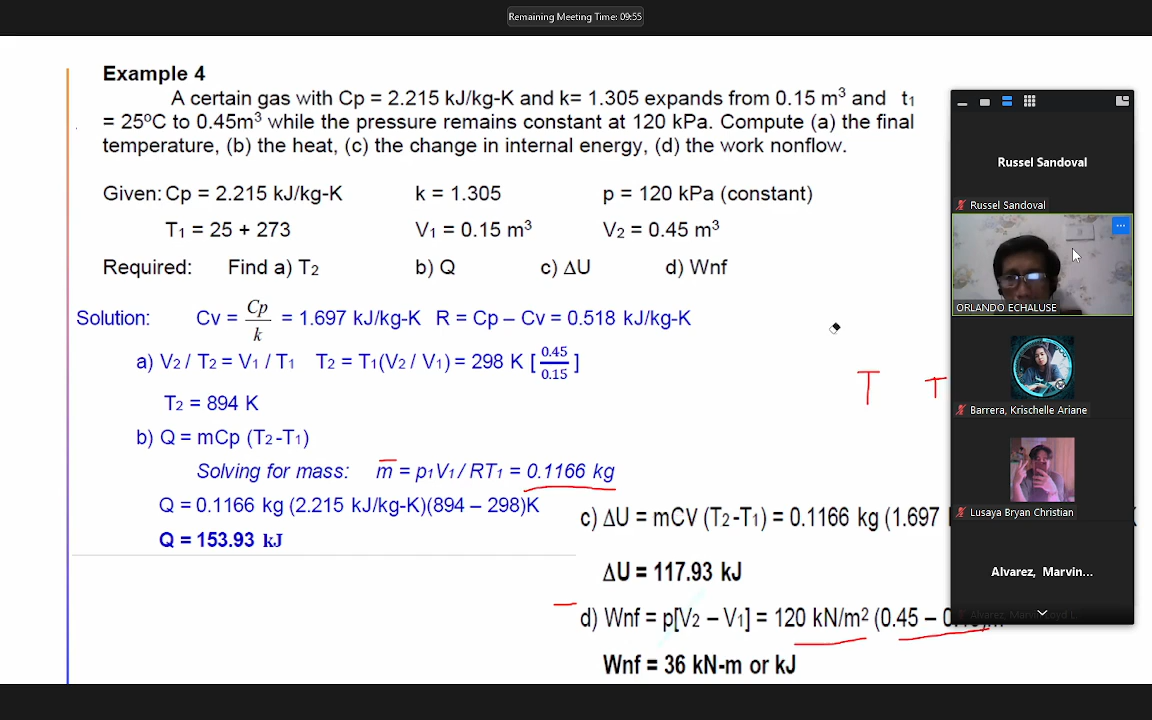 Remaining Meeting Time: 09:55
Example 4
A certain gas with Cp = 2.215 kJ/kg-K and k= 1.305 expands from 0.15 m³ and t₁
= 25ºC to 0.45m³ while the pressure remains constant at 120 kPa. Compute (a) the final
temperature, (b) the heat, (c) the change in internal energy, (d) the work nonflow.
Given: Cp = 2.215 kJ/kg-K k = 1.305 p = 120 kPa (constant)
T₁ = 25 + 273 V₁ = 0.15 m³ V₂ = 0.45 m³
Required: Find a) T₂ b) Q c) ΔU d) Wnf
Solution: Cv = Cp/k = 1.697 kJ/kg-K R = Cp – Cv = 0.518 kJ/kg-K
a) V₂ / T₂ = V₁ / T₁ T₂ = T₁(V₂ / V₁) = 298 K [0.45/0.15]
T₂ = 894 K
b) Q = mCp (T₂-T₁)
Solving for mass: m = p₁V₁ / RT₁ = 0.1166 kg
Q = 0.1166 kg (2.215 kJ/kg-K)(894 – 298)K
Q = 153.93 kJ
c) ΔU = mCV (T₂-T₁) = 0.1166 kg (1.697
ΔU = 117.93 kJ
d) Wnf = p[V₂ – V₁] = 120 kN/m² (0.45 –
Wnf = 36 kN-m or kJ
T T
Russel Sandoval
Russel Sandoval
ORLANDO ECHALUSE
Barrera, Krischelle Ariane
Lusaya Bryan Christian
Alvarez, Marvin...